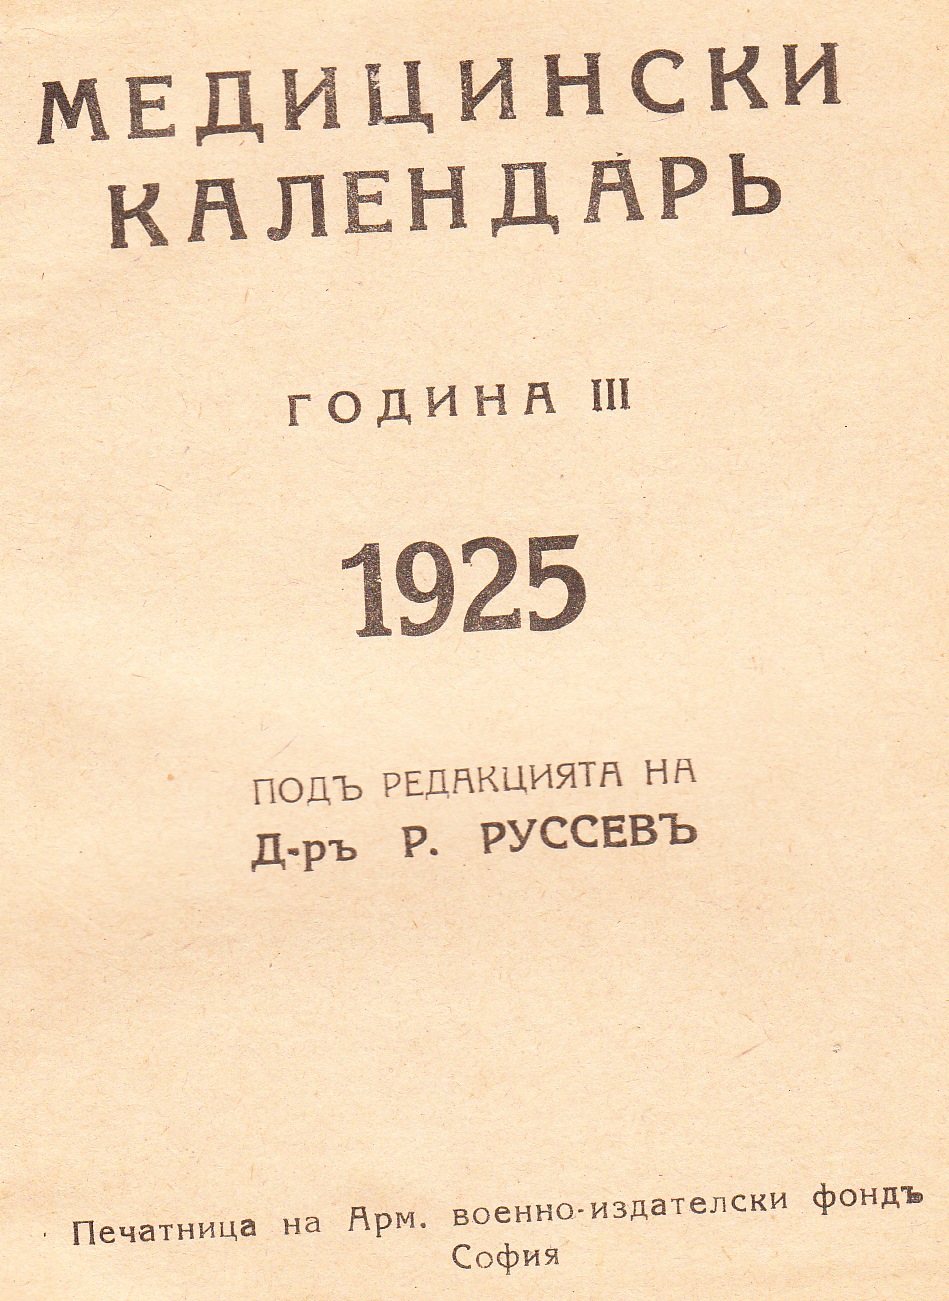 МЕДИЦИНСКИ
КАЛЕНДАРЬ
ГОДИНА III
1925
ПОДЪ РЕДАКЦИЯТА НА
Д-ръ Р. РУССЕВЪ
Печатница на Арм. военно-издателски фондъ
София